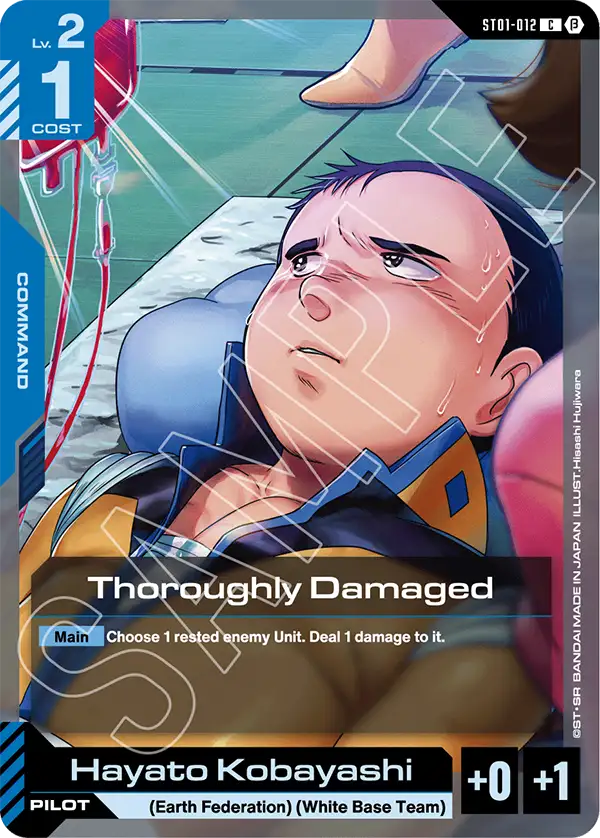 Lv. 2
1
COST
ST01-012 C β
COMMAND
SAMPLE
©ST・SR BANDAI MADE IN JAPAN ILLUST.Hisashi Hujiwara
Thoroughly Damaged
Main Choose 1 rested enemy Unit. Deal 1 damage to it.
Hayato Kobayashi
+0 +1
PILOT
(Earth Federation) (White Base Team)